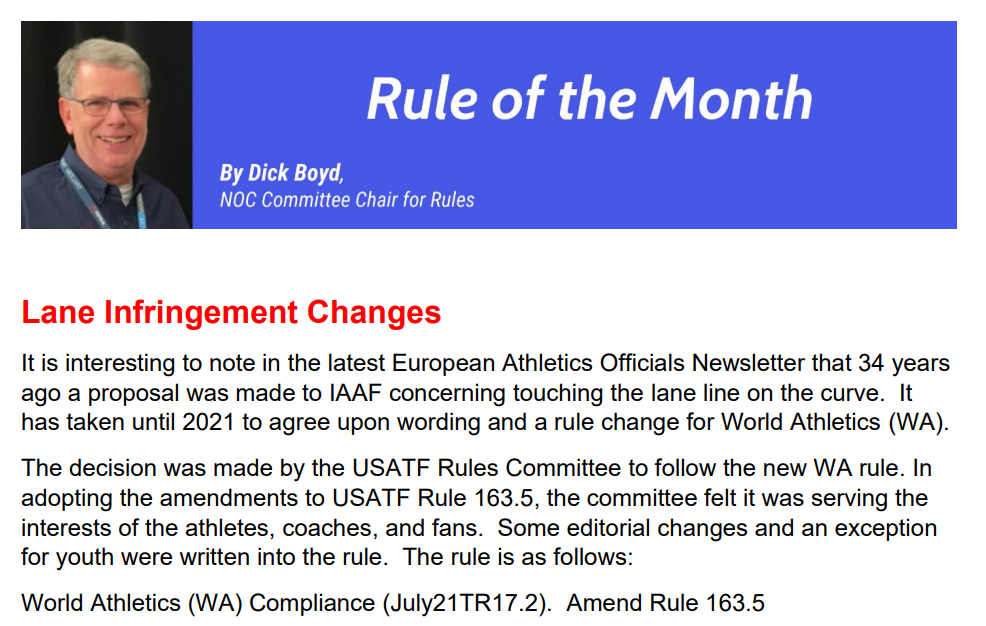 Rule of the Month
By Dick Boyd,
NOC Committee Chair for Rules
Lane Infringement Changes
It is interesting to note in the latest European Athletics Officials Newsletter that 34 years
ago a proposal was made to IAAF concerning touching the lane line on the curve.  It
has taken until 2021 to agree upon wording and a rule change for World Athletics (WA).
The decision was made by the USATF Rules Committee to follow the new WA rule. In
adopting the amendments to USATF Rule 163.5, the committee felt it was serving the
interests of the athletes, coaches, and fans.  Some editorial changes and an exception
for youth were written into the rule.  The rule is as follows:
World Athletics (WA) Compliance (July21TR17.2).  Amend Rule 163.5